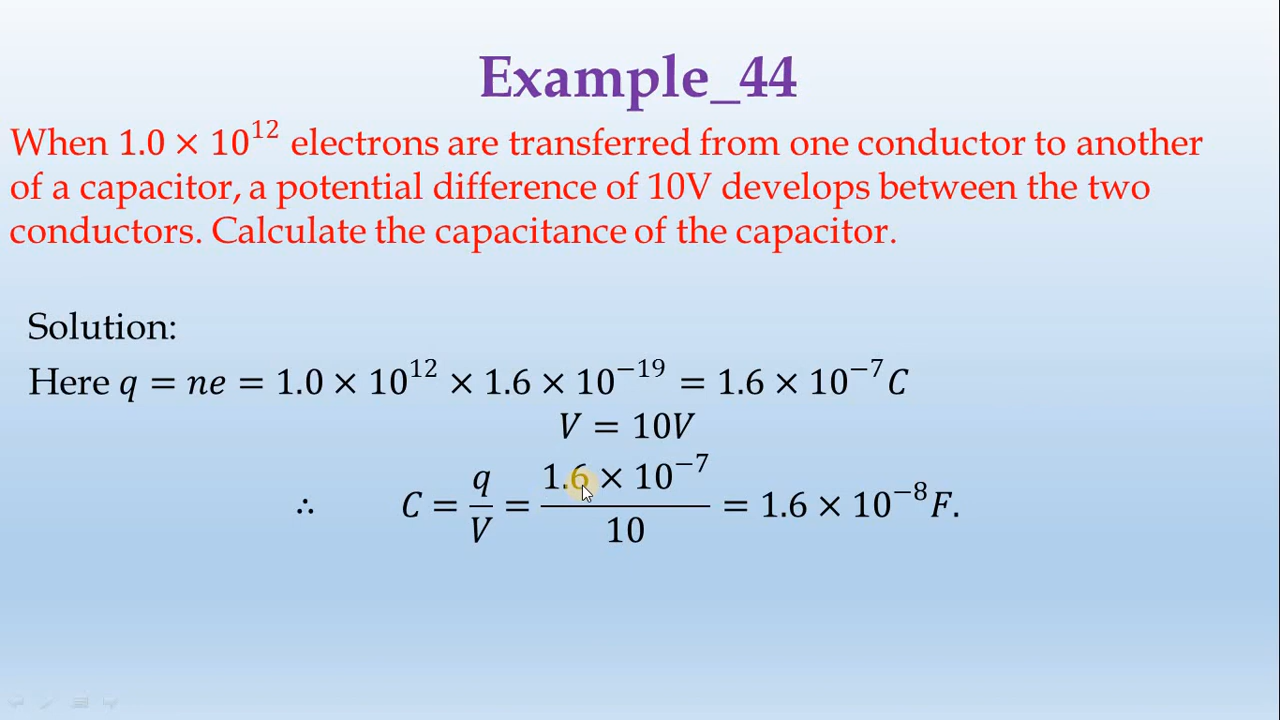 Example_44
When 1.0 × 10¹² electrons are transferred from one conductor to another
of a capacitor, a potential difference of 10V develops between the two
conductors. Calculate the capacitance of the capacitor.
Solution:
Here q = ne = 1.0 × 10¹² × 1.6 × 10⁻¹⁹ = 1.6 × 10⁻⁷C
V = 10V
∴ C = q/V = (1.6 × 10⁻⁷)/10 = 1.6 × 10⁻⁸F.